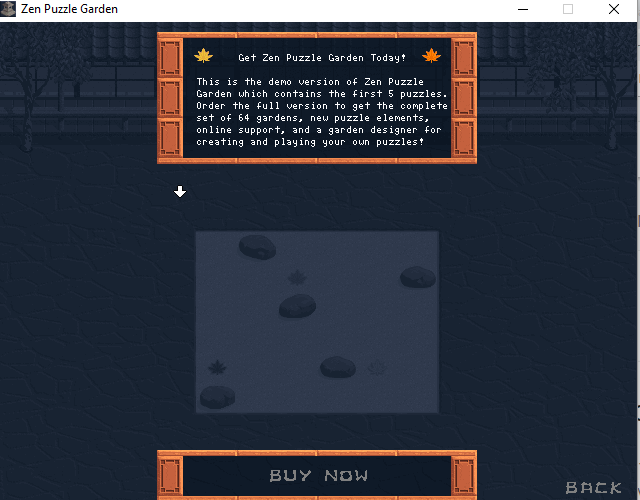 Zen Puzzle Garden
Get Zen Puzzle Garden Today!
This is the demo version of Zen Puzzle
Garden which contains the first 5 puzzles.
Order the full version to get the complete
set of 64 gardens, new puzzle elements,
online support, and a garden designer for
creating and playing your own puzzles!
BUY NOW
BACK